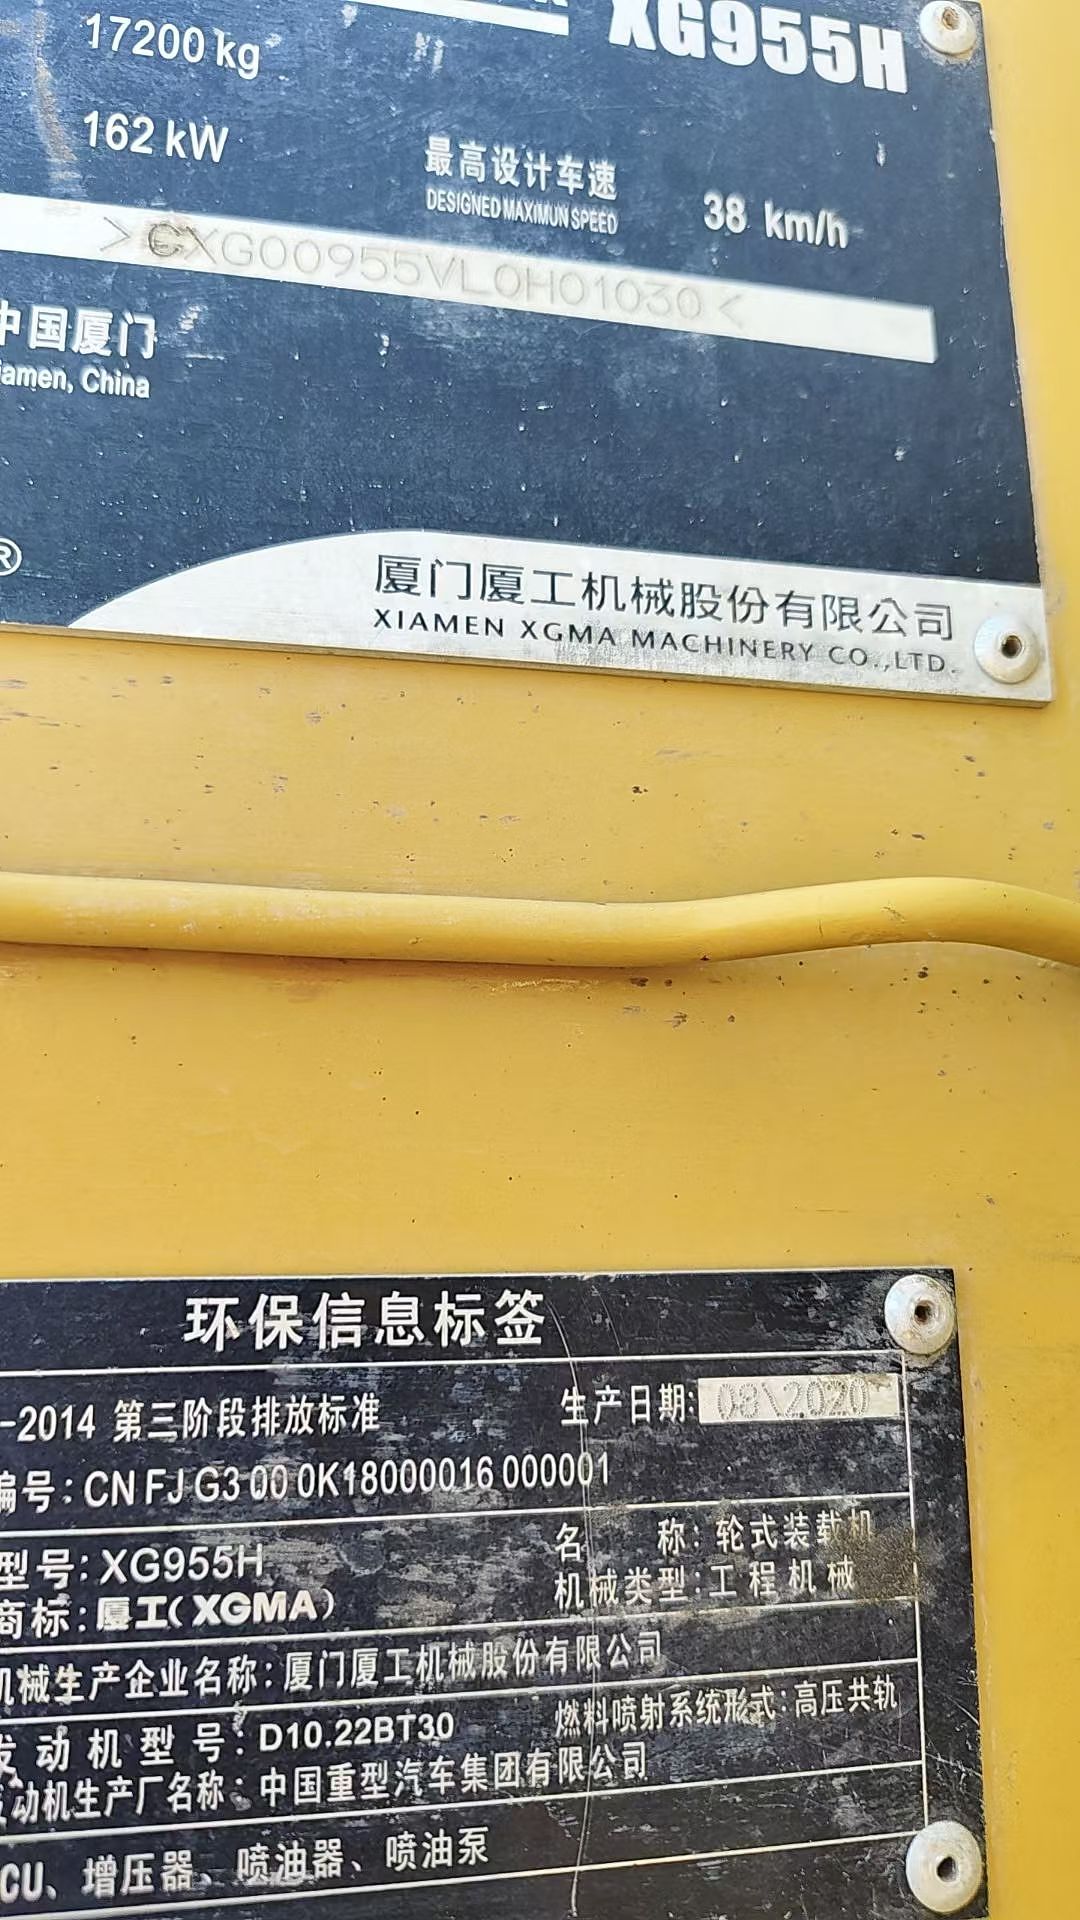 XG955H
17200 kg
162 kW
最高设计车速
DESIGNED MAXIMUN SPEED
38 km/h
>CXG00955VL0H01030<
中国厦门
iamen, China
®
厦门厦工机械股份有限公司
XIAMEN XGMA MACHINERY CO.,LTD.
环保信息标签
-2014 第三阶段排放标准
生产日期: 08\2020
编号: CN FJ G3 00 0K18000016 000001
型号: XG955H
名 称: 轮式装载机
商标: 厦工(XGMA)
机械类型: 工程机械
机械生产企业名称: 厦门厦工机械股份有限公司
发动机型号: D10.22BT30
燃料喷射系统形式: 高压共轨
发动机生产厂名称: 中国重型汽车集团有限公司
CU、增压器、喷油器、喷油泵